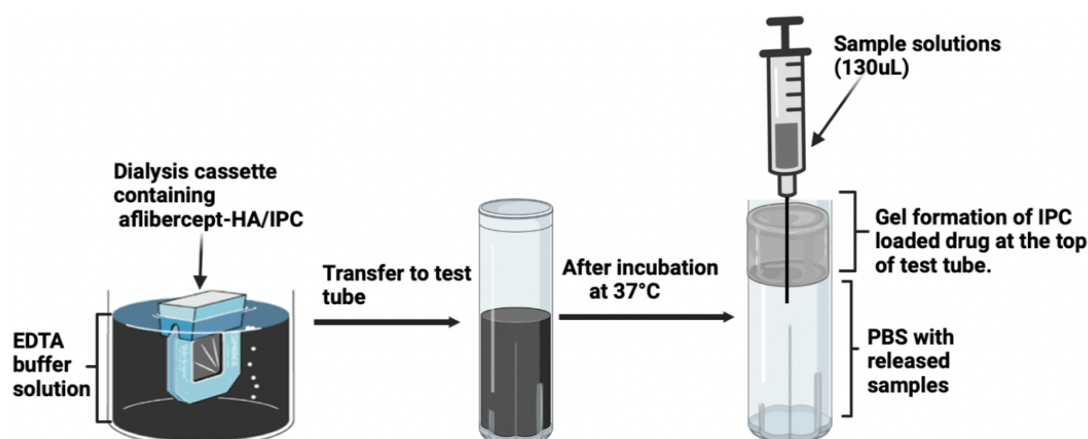 Sample solutions
(130uL)
Dialysis cassette
containing
aflibercept-HA/IPC
Gel formation of IPC
loaded drug at the top
of test tube.
Transfer to test
tube
After incubation
at 37°C
EDTA
buffer
solution
PBS with
released
samples